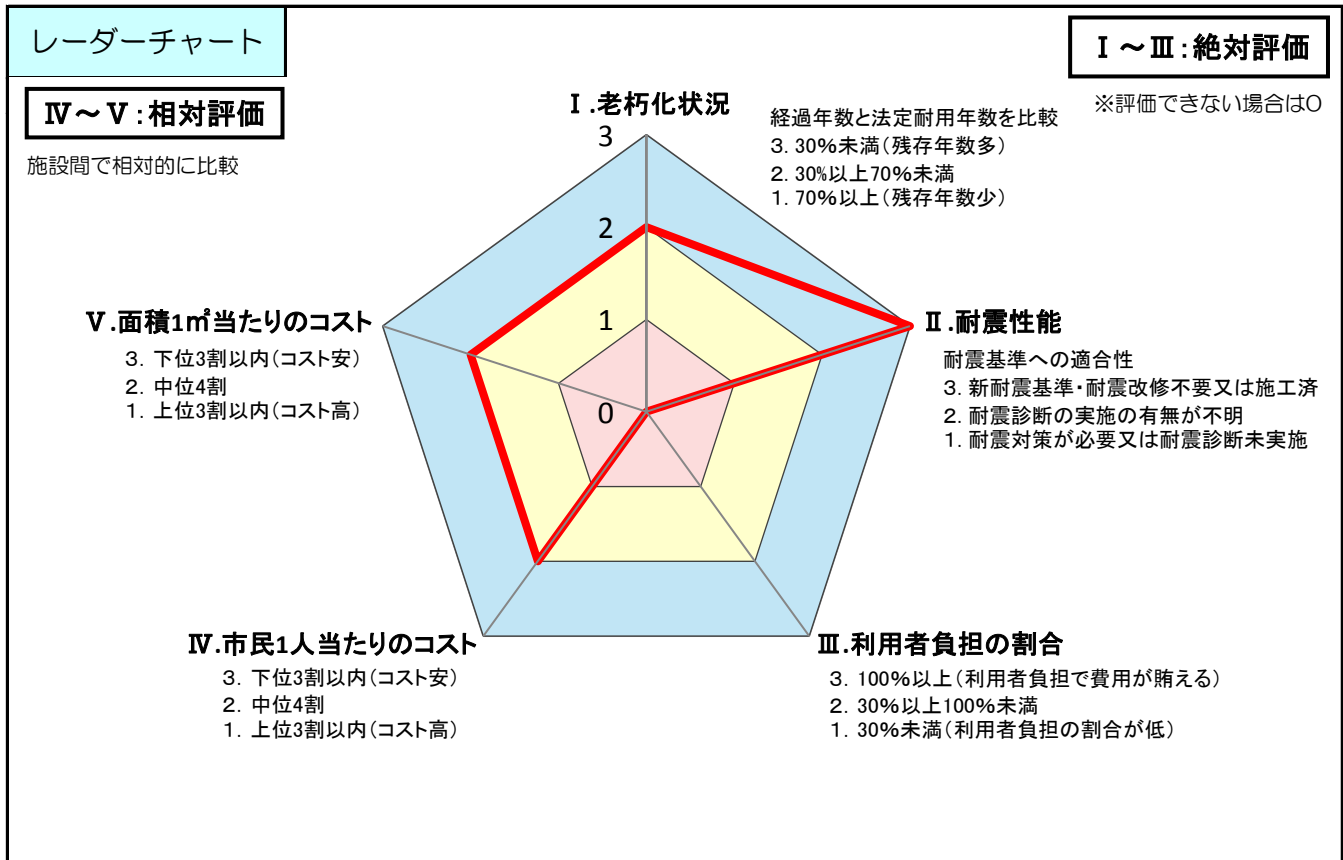 レーダーチャート
Ⅰ～Ⅲ:絶対評価
※評価できない場合は0
Ⅳ～Ⅴ:相対評価
施設間で相対的に比較
Ⅰ.老朽化状況
経過年数と法定耐用年数を比較
3. 30%未満(残存年数多)
2. 30%以上70%未満
1. 70%以上(残存年数少)
3
2
1
0
Ⅱ.耐震性能
耐震基準への適合性
3. 新耐震基準・耐震改修不要又は施工済
2. 耐震診断の実施の有無が不明
1. 耐震対策が必要又は耐震診断未実施
Ⅴ.面積1㎡当たりのコスト
3. 下位3割以内(コスト安)
2. 中位4割
1. 上位3割以内(コスト高)
Ⅳ.市民1人当たりのコスト
3. 下位3割以内(コスト安)
2. 中位4割
1. 上位3割以内(コスト高)
Ⅲ.利用者負担の割合
3. 100%以上(利用者負担で費用が賄える)
2. 30%以上100%未満
1. 30%未満(利用者負担の割合が低)